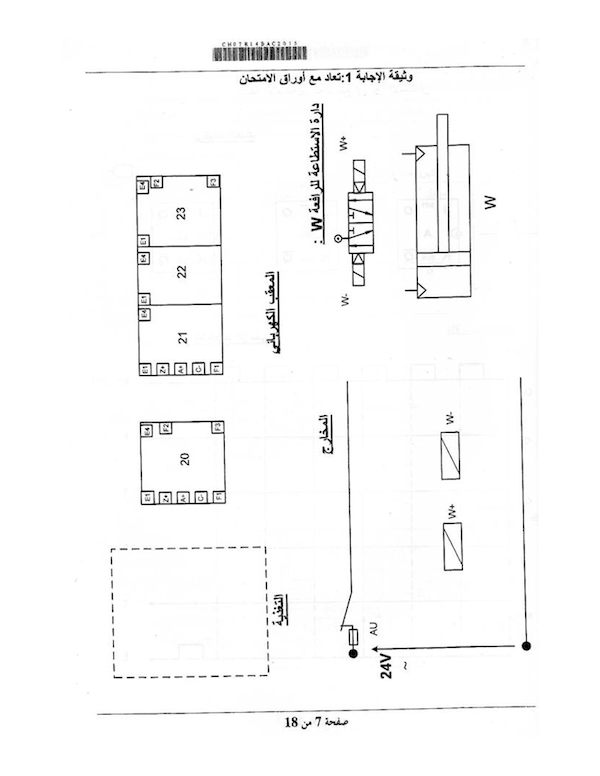 CH07R14DAC2015
وثيقة الإجابة 1:تعاد مع أوراق الامتحان
دارة الاستطاعة للرافعة W :
W+
W-
W
المعقب الكهربائي
E4
F2
F3
23
E1
E4
22
E1
E4
21
E1
Z+
A+
C-
F1
E4
F2
F3
20
E1
Z+
A+
C-
F1
التغذية
المخارج
W-
W+
AU
24V
~
صفحة 7 من 18